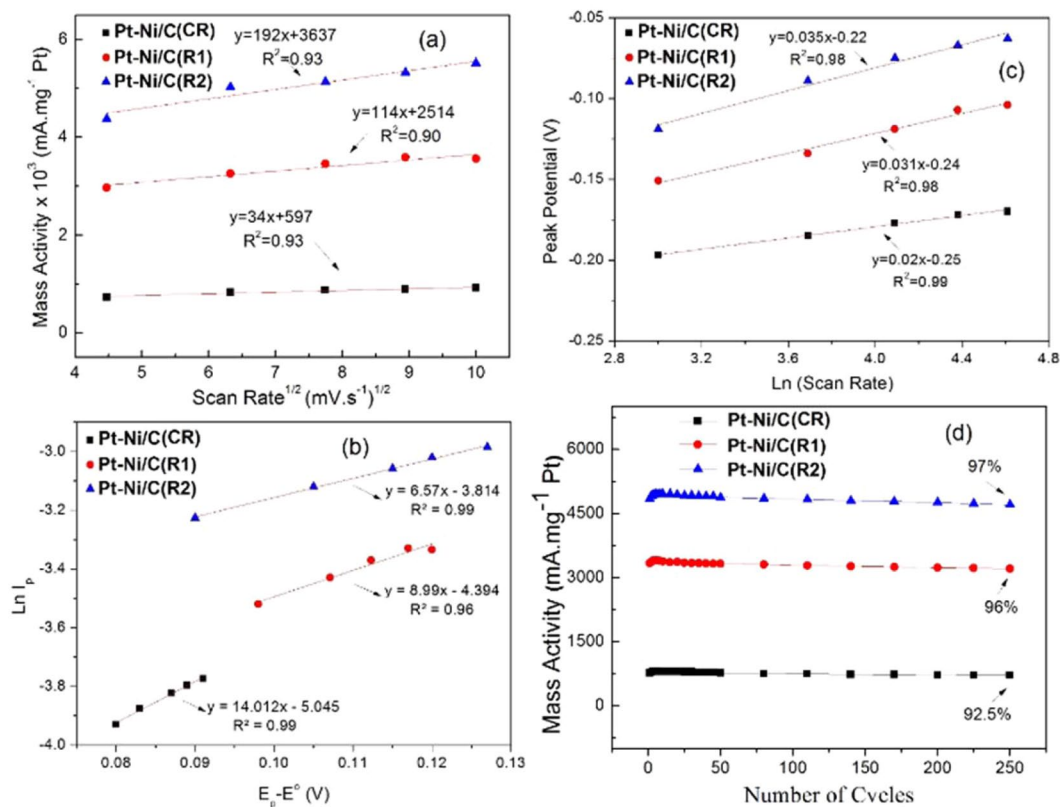 Pt-Ni/C(CR)
Pt-Ni/C(R1)
Pt-Ni/C(R2)
(a)
y=192x+3637
R²=0.93
y=114x+2514
R²=0.90
y=34x+597
R²=0.93
Mass Activity x 10³ (mA.mg⁻¹ Pt)
6
4
2
0
4 5 6 7 8 9 10
Scan Rate¹ᐟ² (mV.s⁻¹)¹ᐟ²
Pt-Ni/C(CR)
Pt-Ni/C(R1)
Pt-Ni/C(R2)
(c)
y=0.035x-0.22
R²=0.98
y=0.031x-0.24
R²=0.98
y=0.02x-0.25
R²=0.99
Peak Potential (V)
-0.05
-0.10
-0.15
-0.20
-0.25
2.8 3.2 3.6 4.0 4.4 4.8
Ln (Scan Rate)
Pt-Ni/C(CR)
Pt-Ni/C(R1)
Pt-Ni/C(R2)
(b)
y = 6.57x - 3.814
R² = 0.99
y = 8.99x - 4.394
R² = 0.96
y = 14.012x - 5.045
R² = 0.99
Ln Iₚ
-3.0
-3.2
-3.4
-3.6
-3.8
-4.0
0.08 0.09 0.10 0.11 0.12 0.13
Eₚ-E° (V)
Pt-Ni/C(CR)
Pt-Ni/C(R1)
Pt-Ni/C(R2)
(d)
97%
96%
92.5%
Mass Activity (mA.mg⁻¹ Pt)
6000
4500
3000
1500
0
0 50 100 150 200 250
Number of Cycles